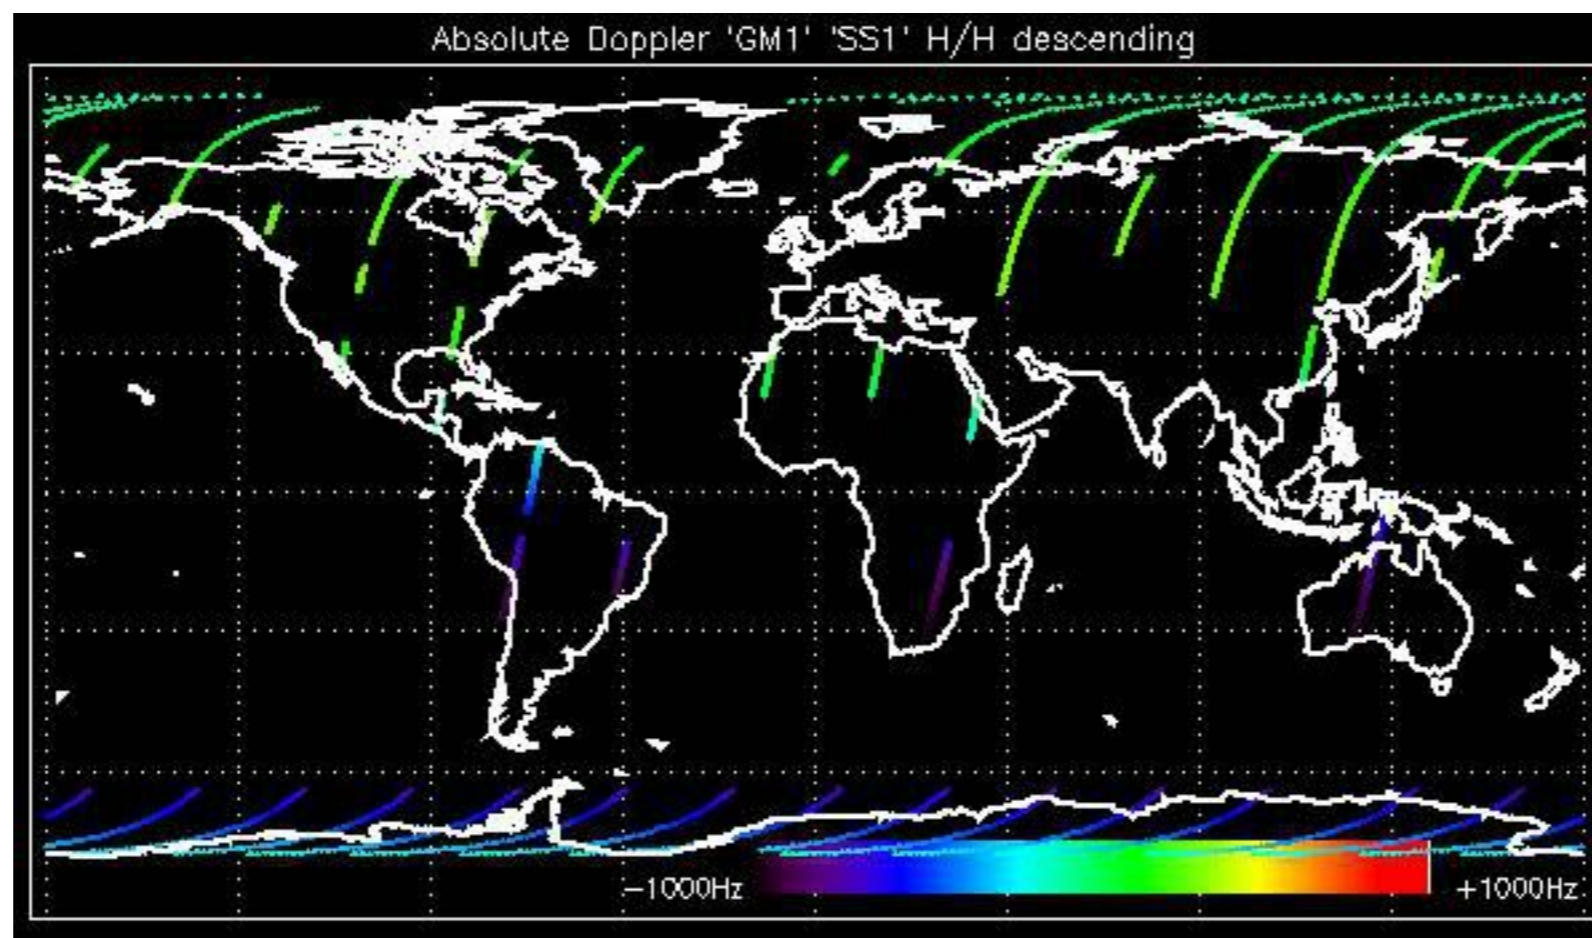 Absolute Doppler 'GM1' 'SS1' H/H descending
-1000Hz
+1000Hz